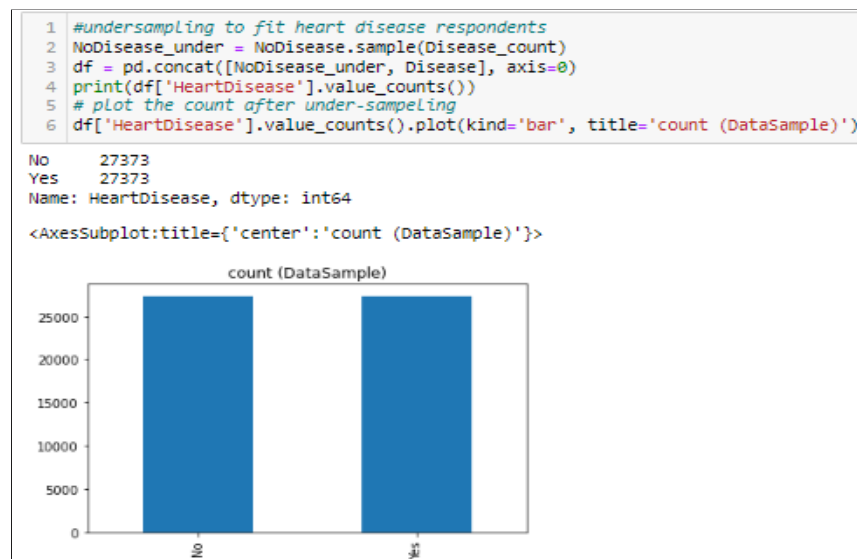 1 #undersampling to fit heart disease respondents
2 NoDisease_under = NoDisease.sample(Disease_count)
3 df = pd.concat([NoDisease_under, Disease], axis=0)
4 print(df['HeartDisease'].value_counts())
5 # plot the count after under-sampeling
6 df['HeartDisease'].value_counts().plot(kind='bar', title='count (DataSample)')
No 27373
Yes 27373
Name: HeartDisease, dtype: int64
<AxesSubplot:title={'center':'count (DataSample)'}>
count (DataSample)
25000
20000
15000
10000
5000
0
No
Yes